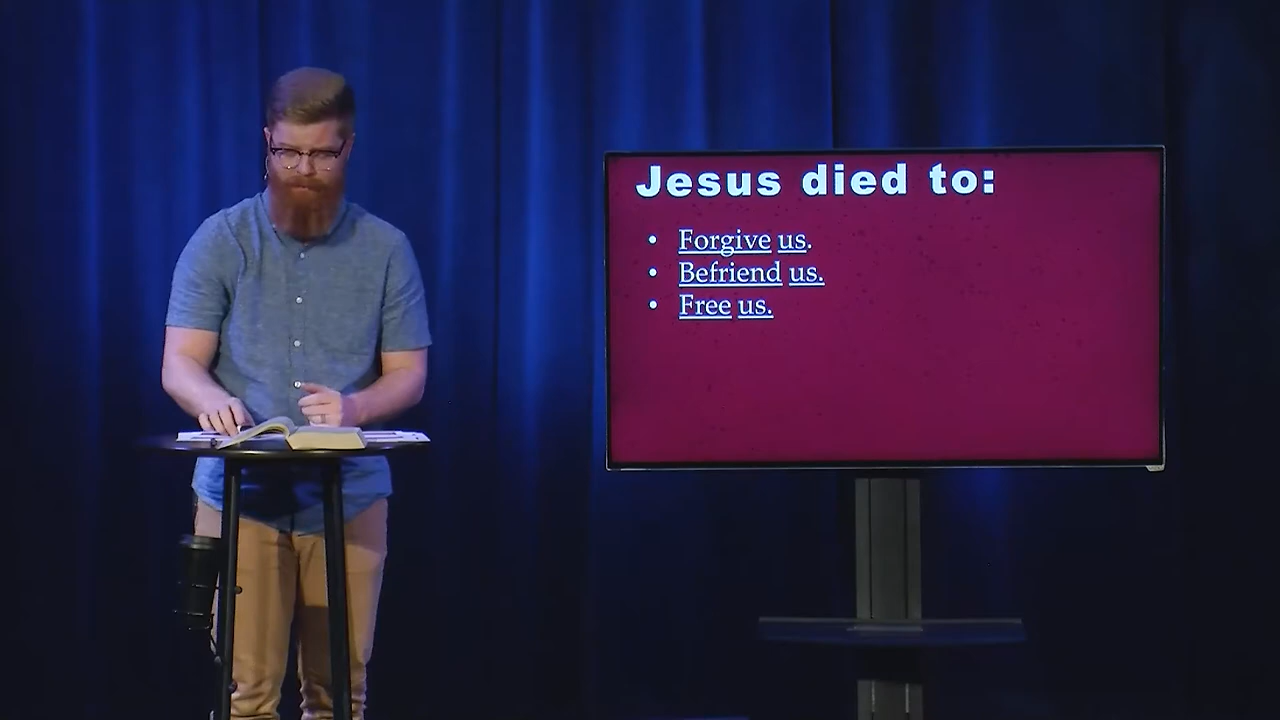 Jesus died to:
• Forgive us.
• Befriend us.
• Free us.